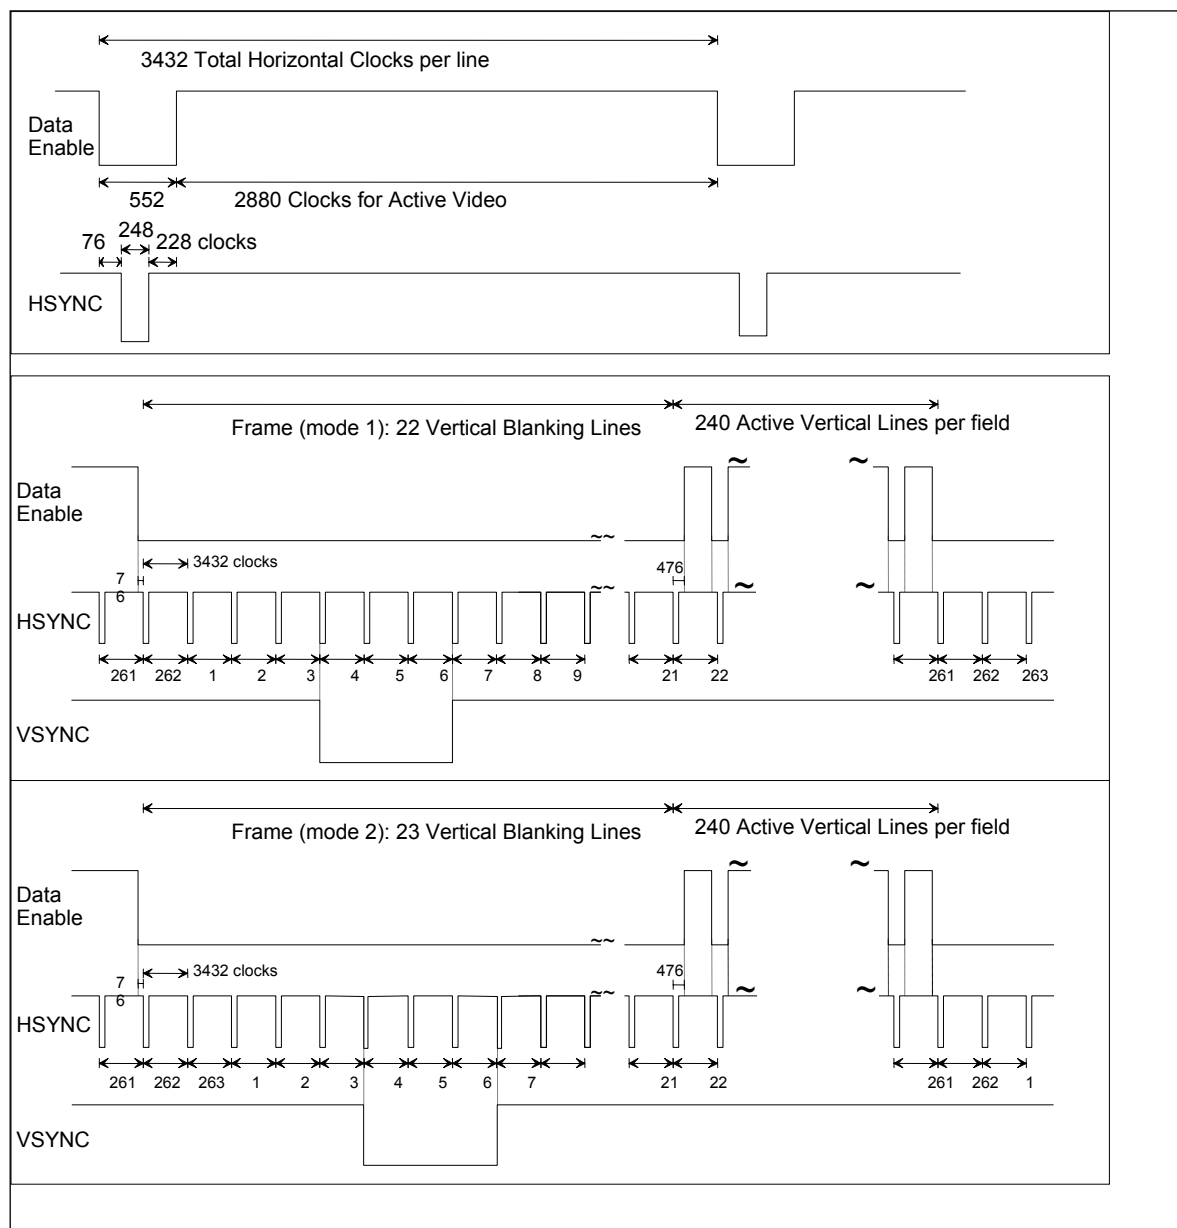 3432 Total Horizontal Clocks per line
Data
Enable
552
2880 Clocks for Active Video
248
76
228 clocks
HSYNC
Frame (mode 1): 22 Vertical Blanking Lines
240 Active Vertical Lines per field
~
~
Data
Enable
~~
3432 clocks
476
7
6
~~
~
~
HSYNC
261 262 1 2 3 4 5 6 7 8 9 21 22 261 262 263
VSYNC
Frame (mode 2): 23 Vertical Blanking Lines
240 Active Vertical Lines per field
~
~
Data
Enable
~~
3432 clocks
476
7
6
~~
~
~
HSYNC
261 262 263 1 2 3 4 5 6 7 21 22 261 262 1
VSYNC